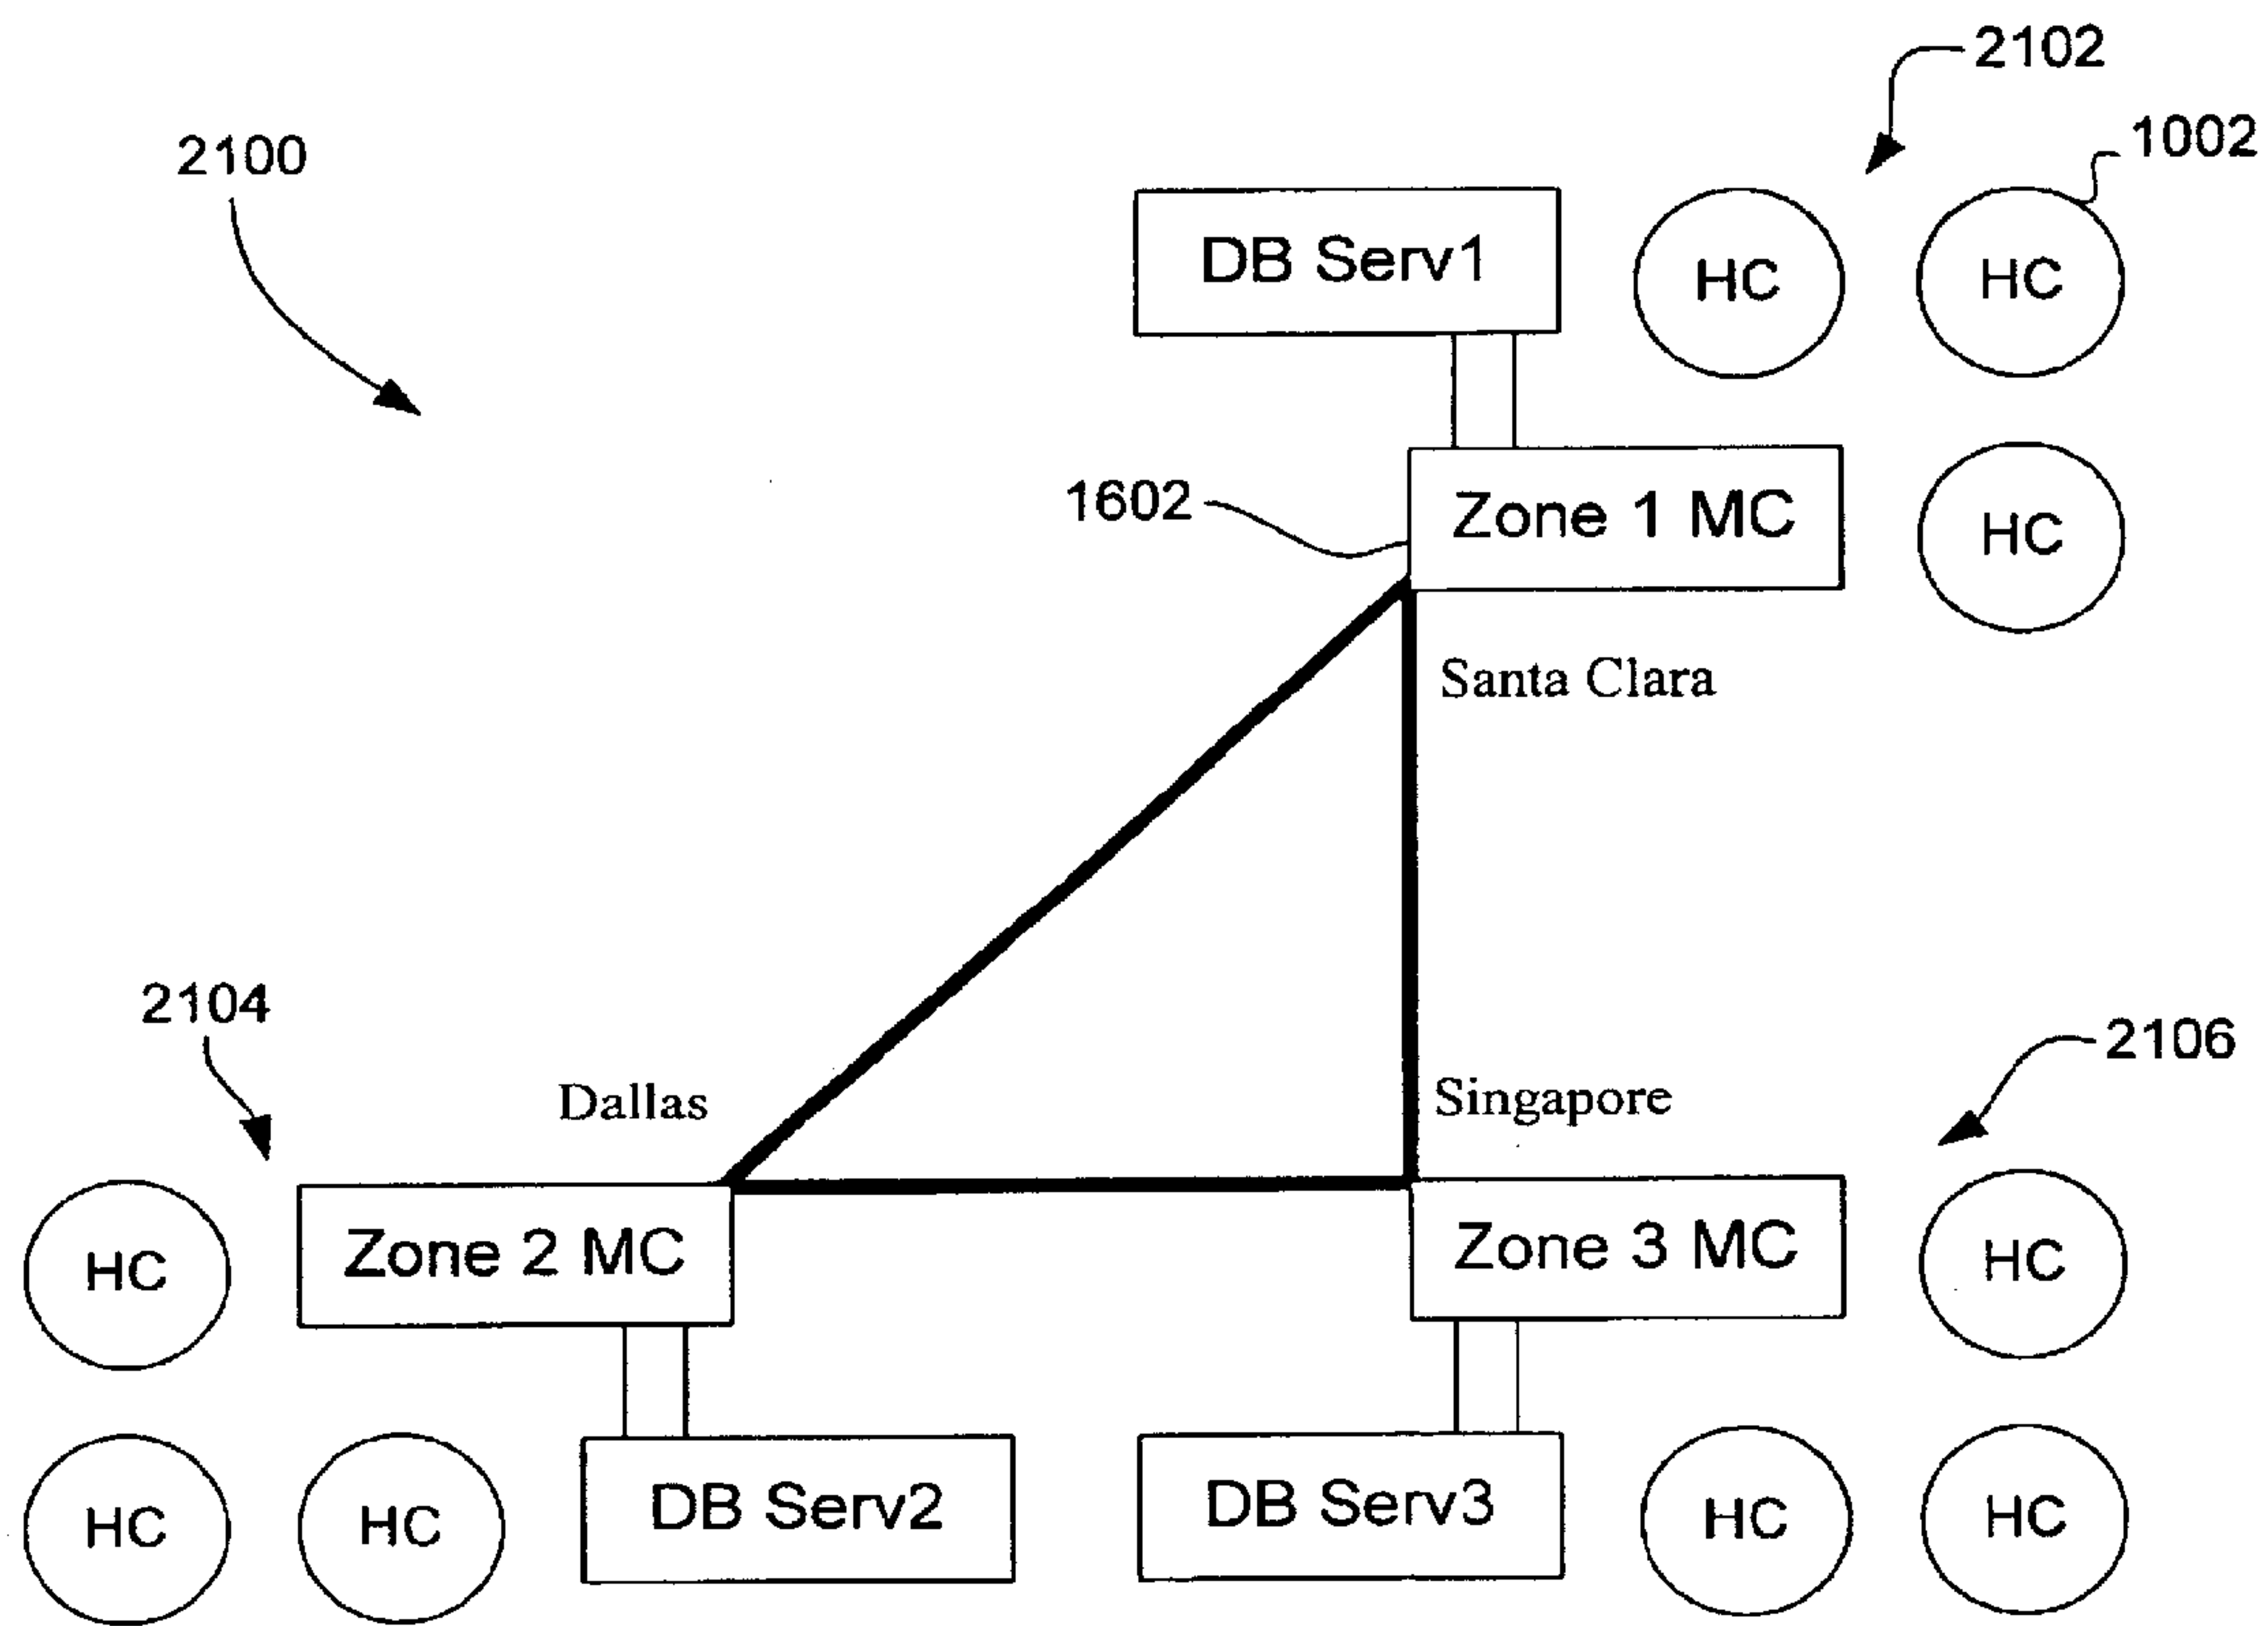 2102
1002
2100
DB Serv1
HC
HC
1602
Zone 1 MC
HC
Santa Clara
2104
2106
Dallas
Singapore
HC
Zone 2 MC
Zone 3 MC
HC
HC
HC
DB Serv2
DB Serv3
HC
HC